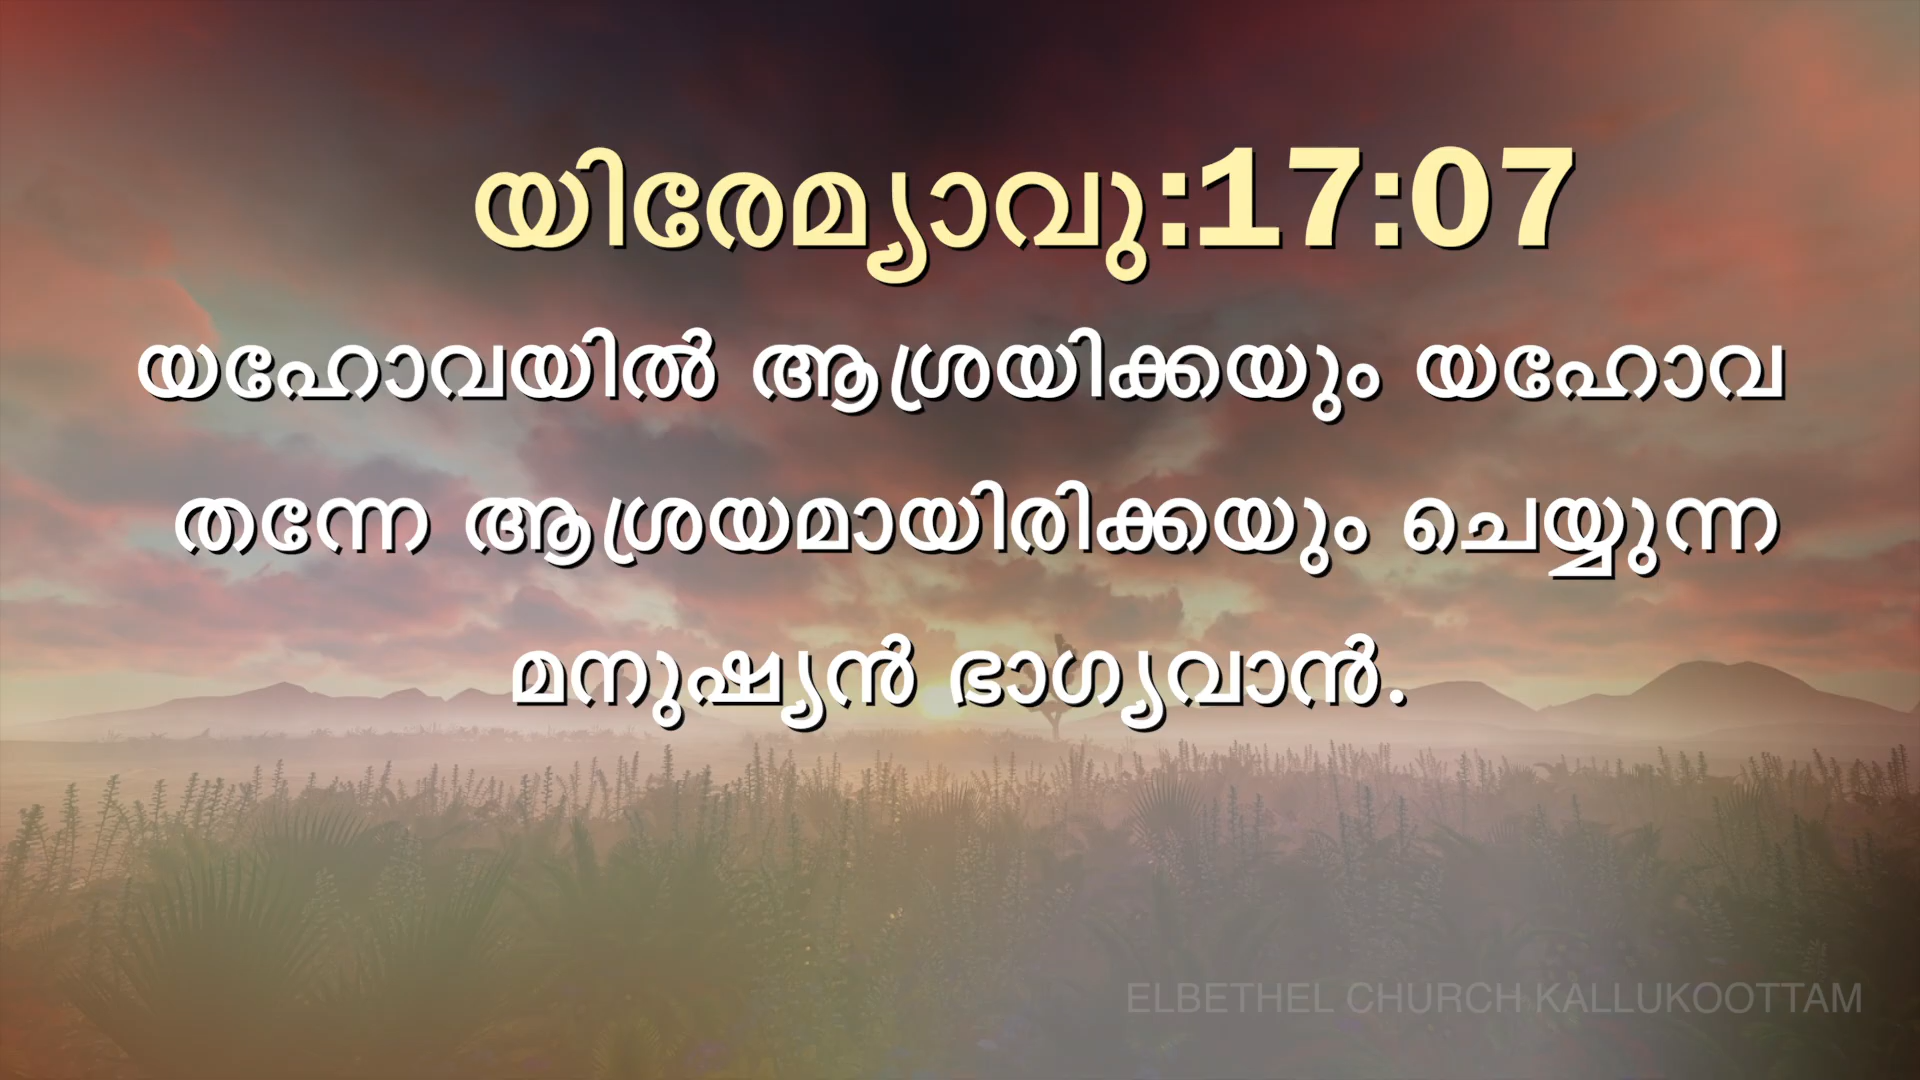 യിരേമ്യാവു:17:07
യഹോവയിൽ ആശ്രയിക്കയും യഹോവ
തന്നേ ആശ്രയമായിരിക്കയും ചെയ്യുന്ന
മനുഷ്യൻ ഭാഗ്യവാൻ.
ELBETHEL CHURCH KALLUKOOTTAM